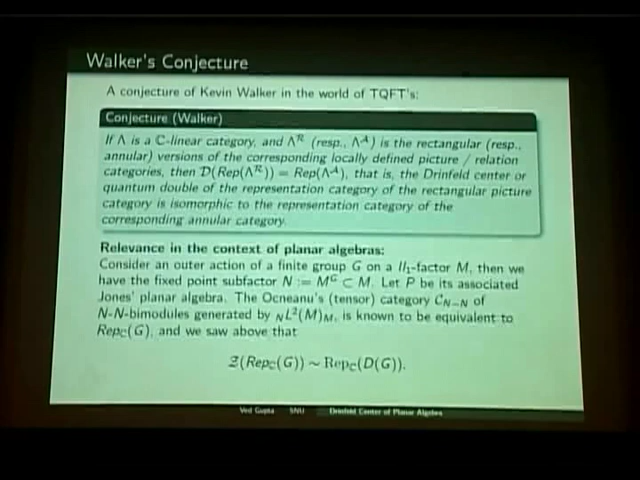 Walker's Conjecture
A conjecture of Kevin Walker in the world of TQFT's:
Conjecture (Walker)
If Λ is a ℂ-linear category, and Λ^R (resp., Λ^A) is the rectangular (resp.,
annular) versions of the corresponding locally defined picture / relation
categories, then D(Rep(Λ^R)) = Rep(Λ^A), that is, the Drinfeld center or
quantum double of the representation category of the rectangular picture
category is isomorphic to the representation category of the
corresponding annular category.
Relevance in the context of planar algebras:
Consider an outer action of a finite group G on a II₁-factor M, then we
have the fixed point subfactor N := M^G ⊂ M. Let P be its associated
Jones' planar algebra. The Ocneanu's (tensor) category C_{N−N} of
N-N-bimodules generated by _N L²(M)_M, is known to be equivalent to
Rep_ℂ(G), and we saw above that
Ƶ(Rep_ℂ(G)) ∼ Rep_ℂ(D(G)).
Ved Gupta SNU Drinfeld Center of Planar Algebra